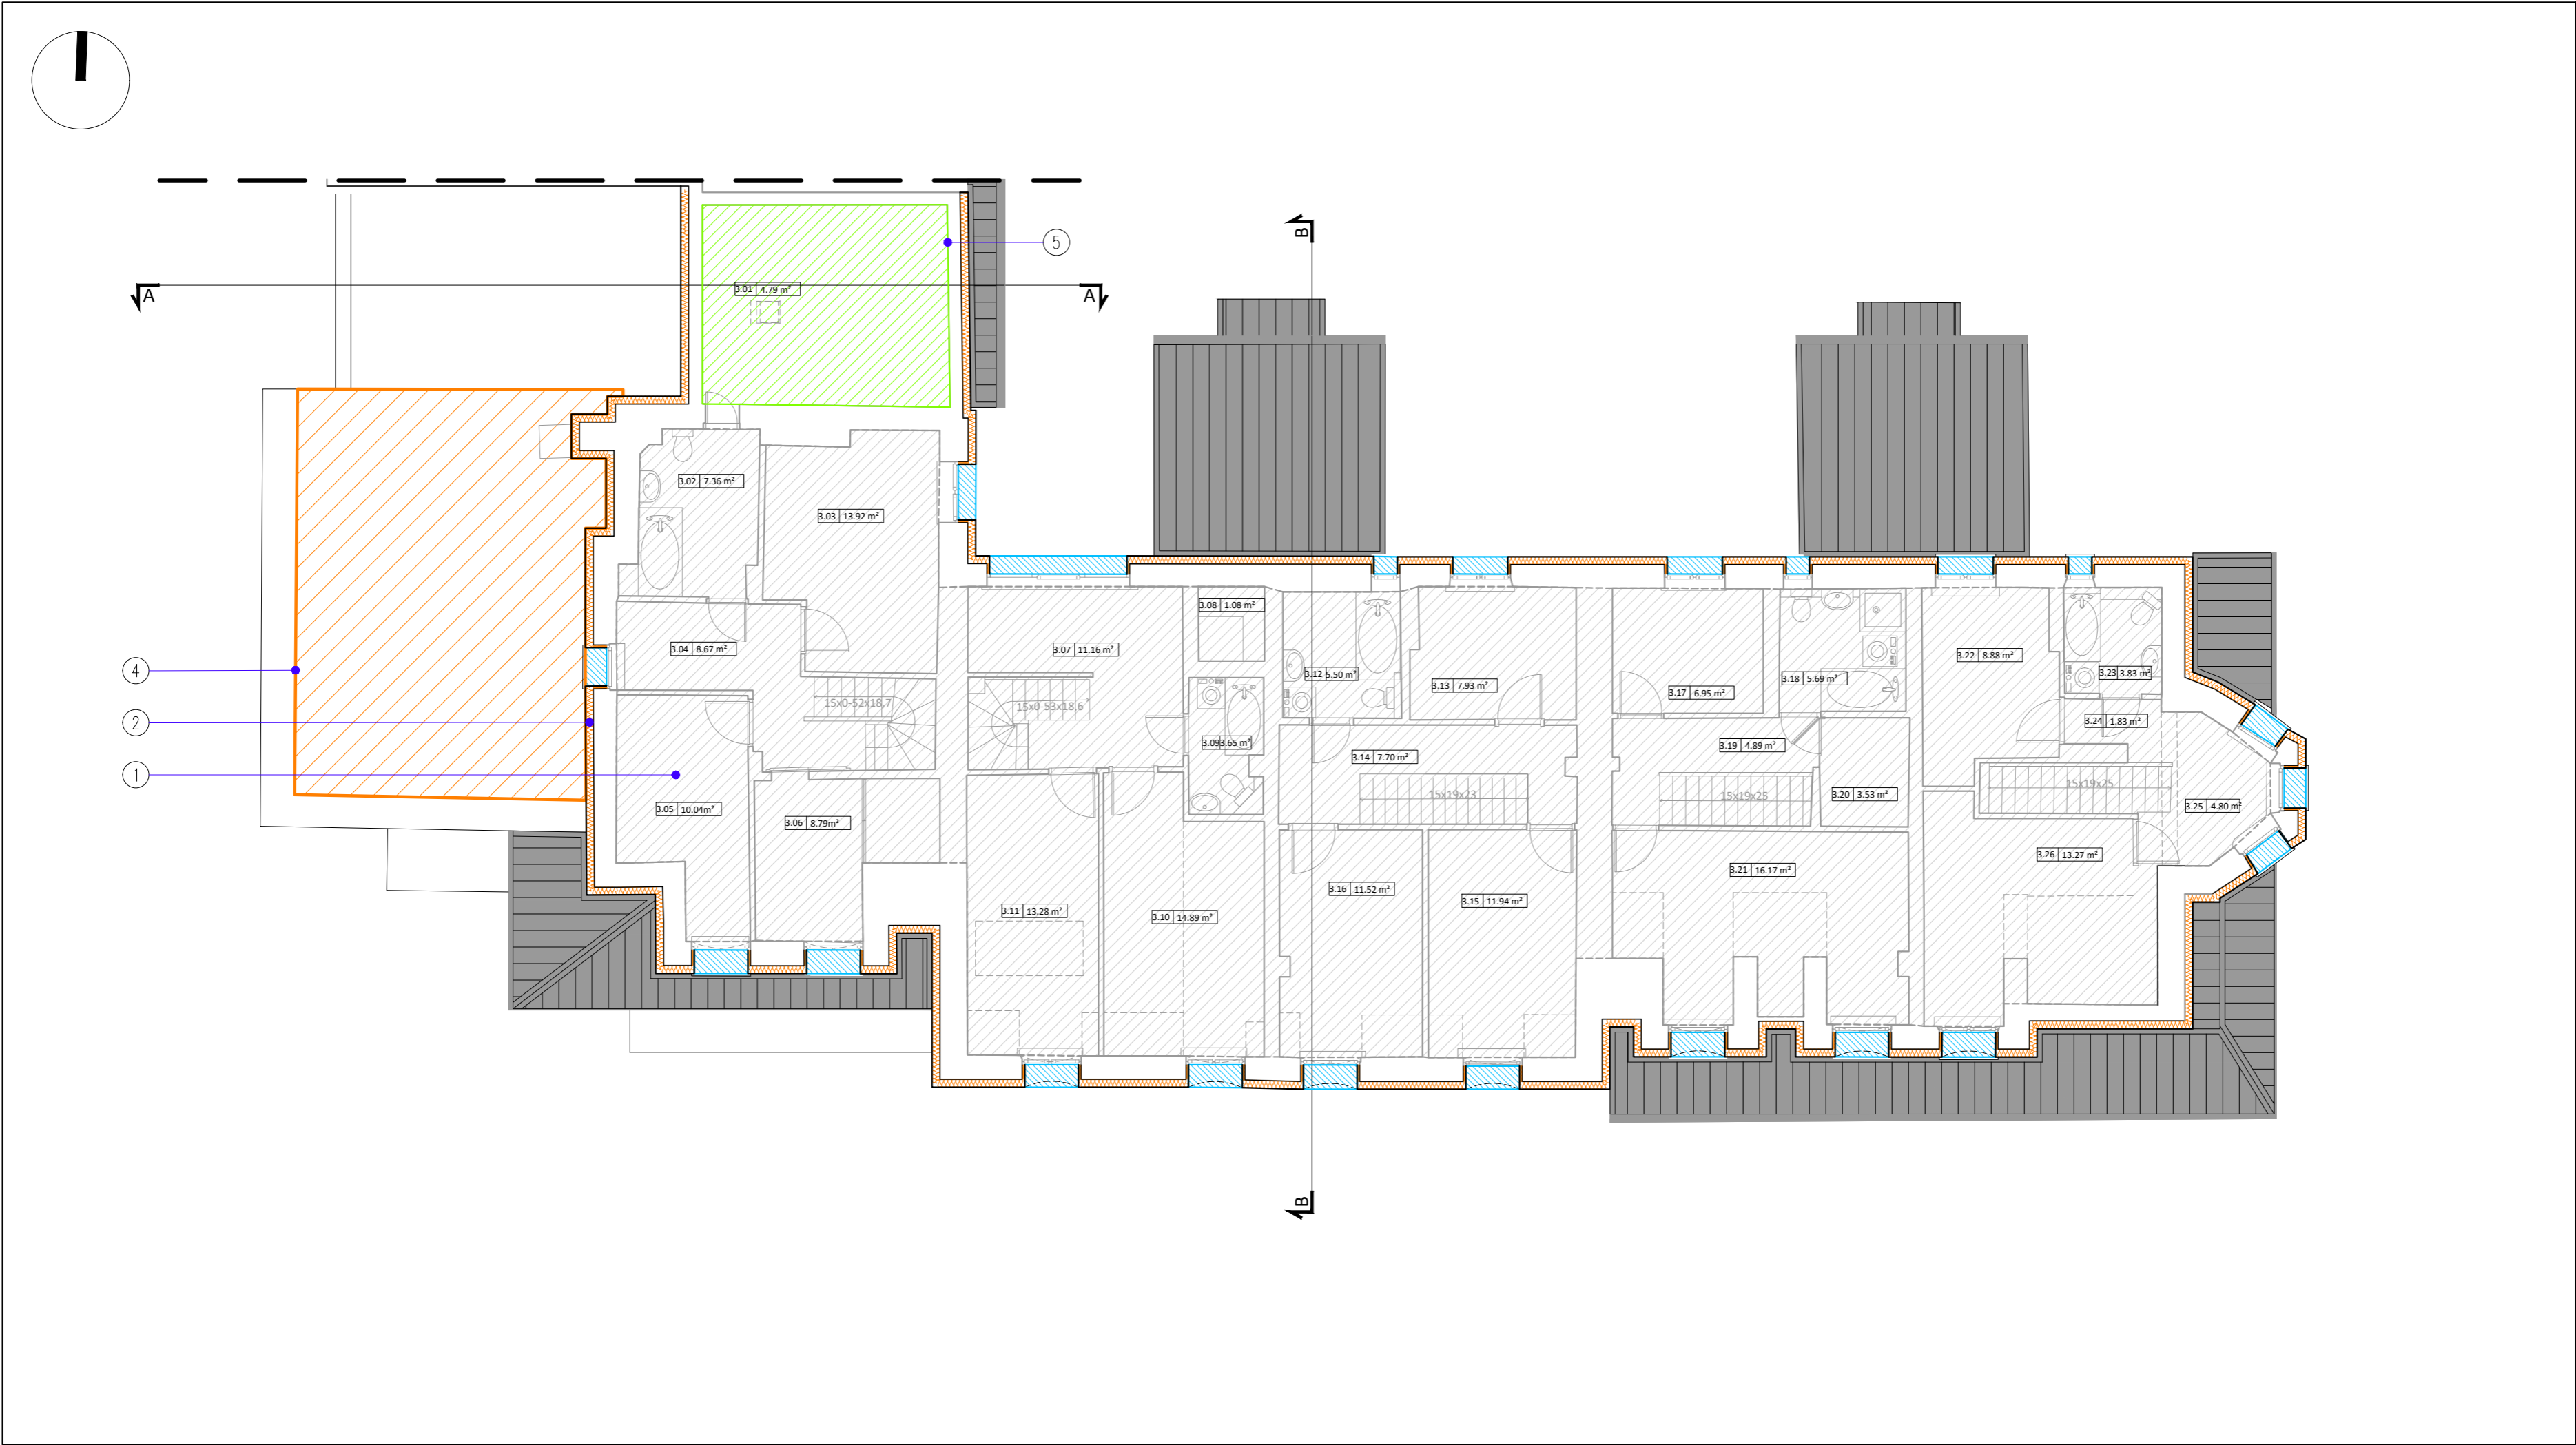 B
5
3.01 4.79 m²
A
A
3.02 7.36 m²
3.03 13.92 m²
3.08 1.08 m²
3.04 8.67 m²
3.07 11.16 m²
3.12 5.50 m²
3.13 7.93 m²
3.17 6.95 m²
3.18 5.69 m²
3.22 8.88 m²
3.23 3.83 m²
4
15x0-52x18,7
15x0-53x18,6
2
3.09 3.65 m²
3.14 7.70 m²
3.19 4.89 m²
3.24 1.83 m²
1
15x19x23
15x19x25
15x19x25
3.05 10.04m²
3.06 8.79m²
3.20 3.53 m²
3.25 4.80 m²
3.11 13.28 m²
3.10 14.89 m²
3.16 11.52 m²
3.15 11.94 m²
3.21 16.17 m²
3.26 13.27 m²
B